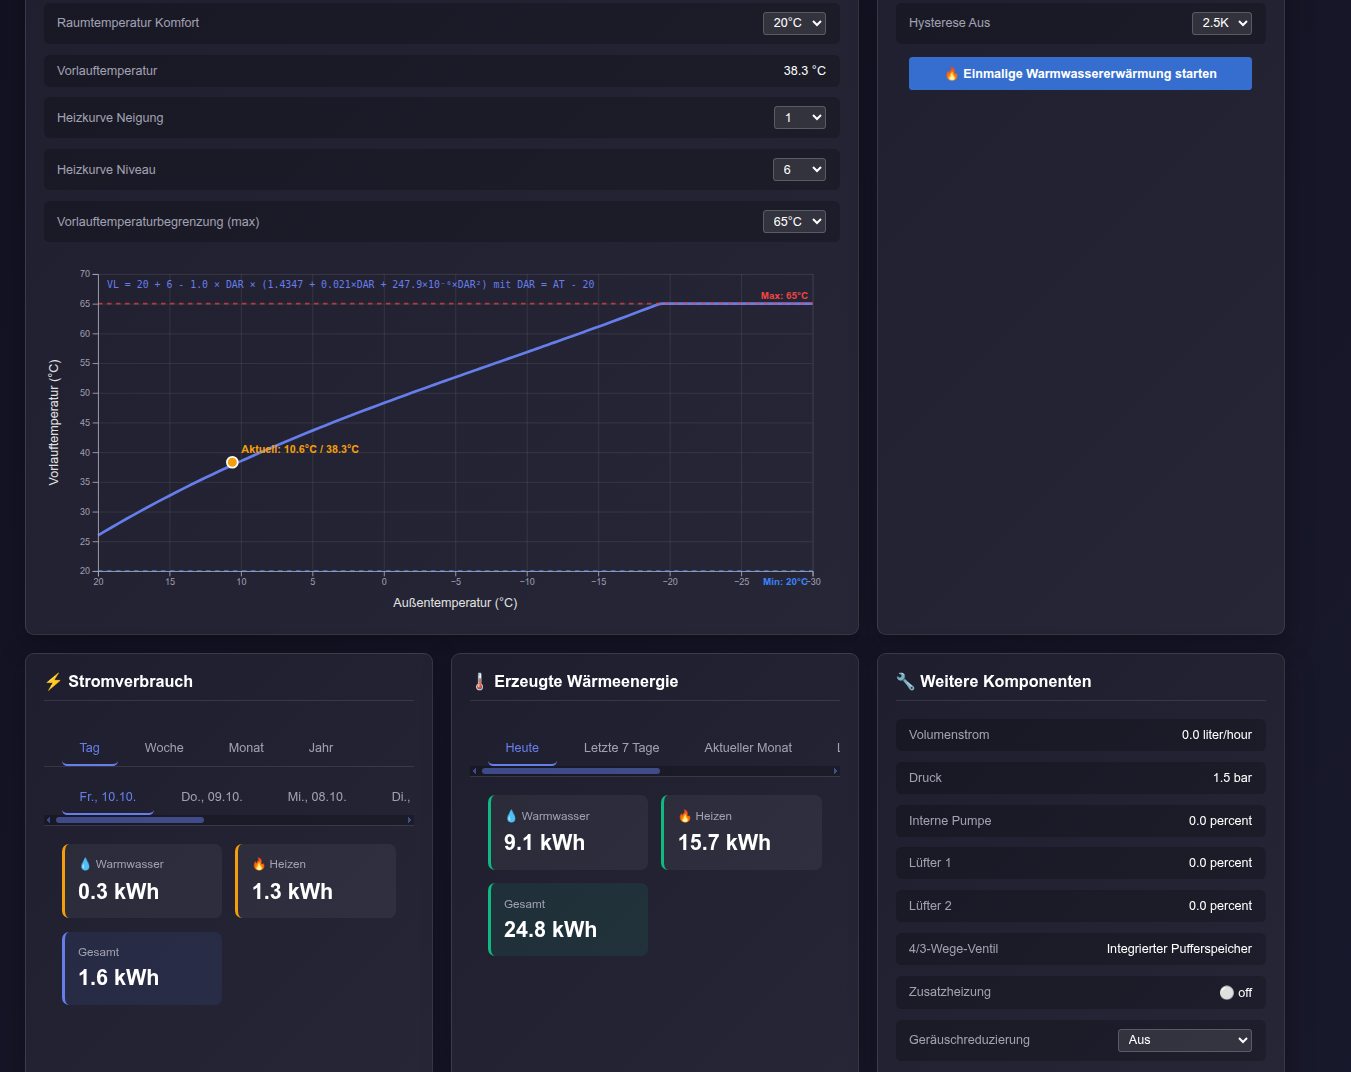 Raumtemperatur Komfort
20°C
Vorlauftemperatur
38.3 °C
Heizkurve Neigung
1
Heizkurve Niveau
6
Vorlauftemperaturbegrenzung (max)
65°C
VL = 20 + 6 - 1.0 × DAR × (1.4347 + 0.021×DAR + 247.9×10⁻⁶×DAR²) mit DAR = AT - 20
Max: 65°C
Aktuell: 10.6°C / 38.3°C
Min: 20°C
Vorlauftemperatur (°C)
70
65
60
55
50
45
40
35
30
25
20
20 15 10 5 0 −5 −10 −15 −20 −25 −30
Außentemperatur (°C)
Hysterese Aus
2.5K
🔥 Einmalige Warmwassererwärmung starten
⚡ Stromverbrauch
Tag Woche Monat Jahr
Fr., 10.10. Do., 09.10. Mi., 08.10. Di.,
💧 Warmwasser
0.3 kWh
🔥 Heizen
1.3 kWh
Gesamt
1.6 kWh
🌡️ Erzeugte Wärmeenergie
Heute Letzte 7 Tage Aktueller Monat
💧 Warmwasser
9.1 kWh
🔥 Heizen
15.7 kWh
Gesamt
24.8 kWh
🔧 Weitere Komponenten
Volumenstrom
0.0 liter/hour
Druck
1.5 bar
Interne Pumpe
0.0 percent
Lüfter 1
0.0 percent
Lüfter 2
0.0 percent
4/3-Wege-Ventil
Integrierter Pufferspeicher
Zusatzheizung
⚪ off
Geräuschreduzierung
Aus